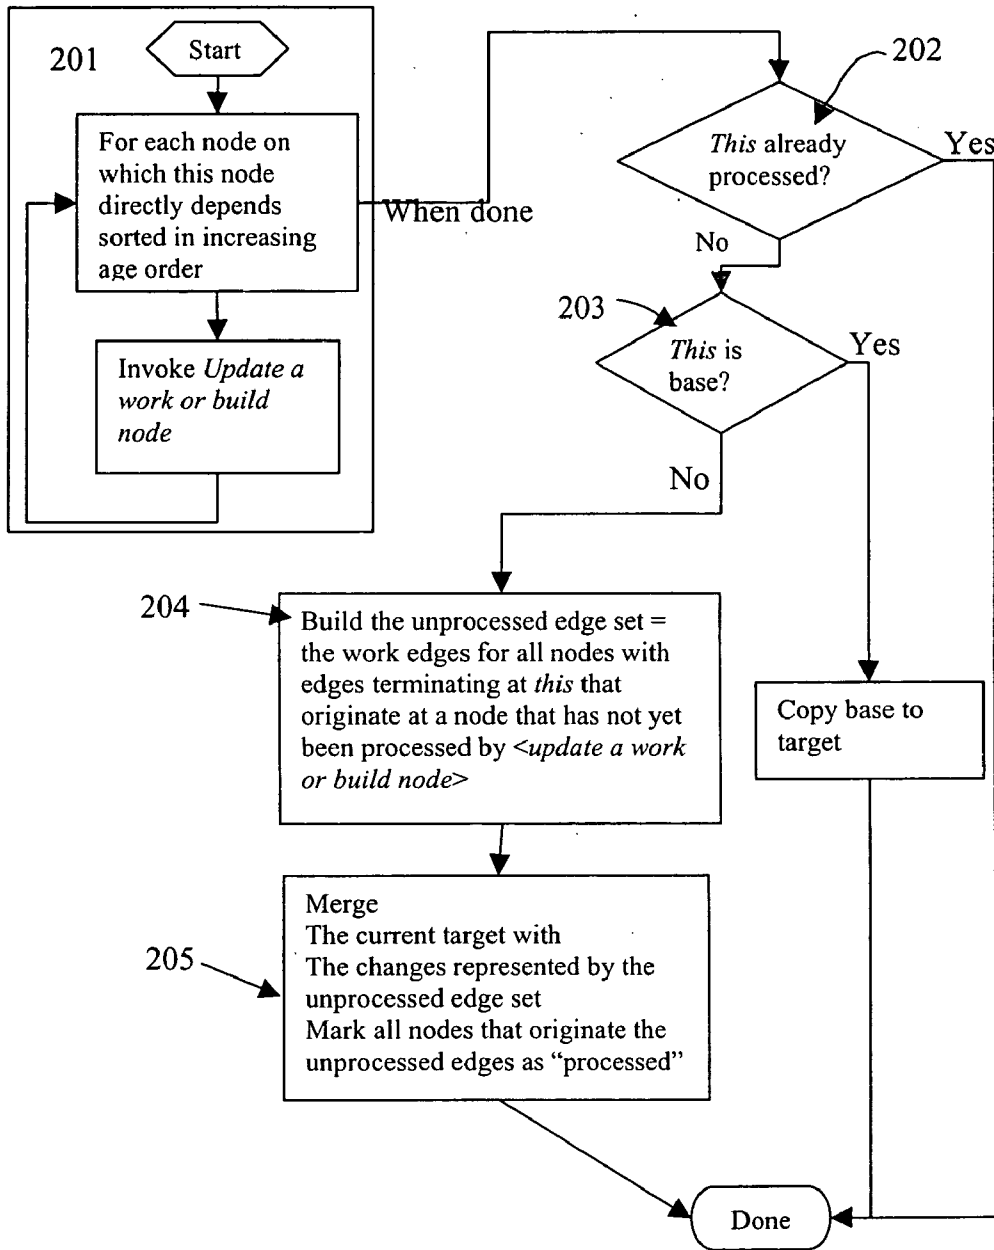 201
Start
For each node on
which this node
directly depends
sorted in increasing
age order
When done
Invoke Update a
work or build
node
202
This already
processed?
Yes
No
203
This is
base?
Yes
No
204
Build the unprocessed edge set =
the work edges for all nodes with
edges terminating at this that
originate at a node that has not yet
been processed by <update a work
or build node>
Copy base to
target
205
Merge
The current target with
The changes represented by the
unprocessed edge set
Mark all nodes that originate the
unprocessed edges as “processed”
Done